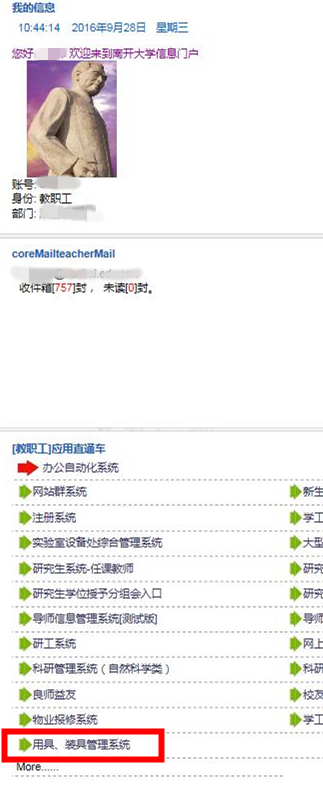 我的信息
10:44:14 2016年9月28日 星期三
您好 欢迎来到南开大学信息门户
账号:
身份: 教职工
部门:
coreMailteacherMail
收件箱[757]封， 未读[0]封。
[教职工]应用直通车
办公自动化系统
网站群系统 新生
注册系统 学工
实验室设备处综合管理系统 大型
研究生系统-任课教师 研究
研究生学位授予分组会入口 研究
导师信息管理系统[测试版] 研究
研工系统 网上
科研管理系统（自然科学类） 科研
良师益友 校友
物业报修系统 学工
用具、装具管理系统
More......